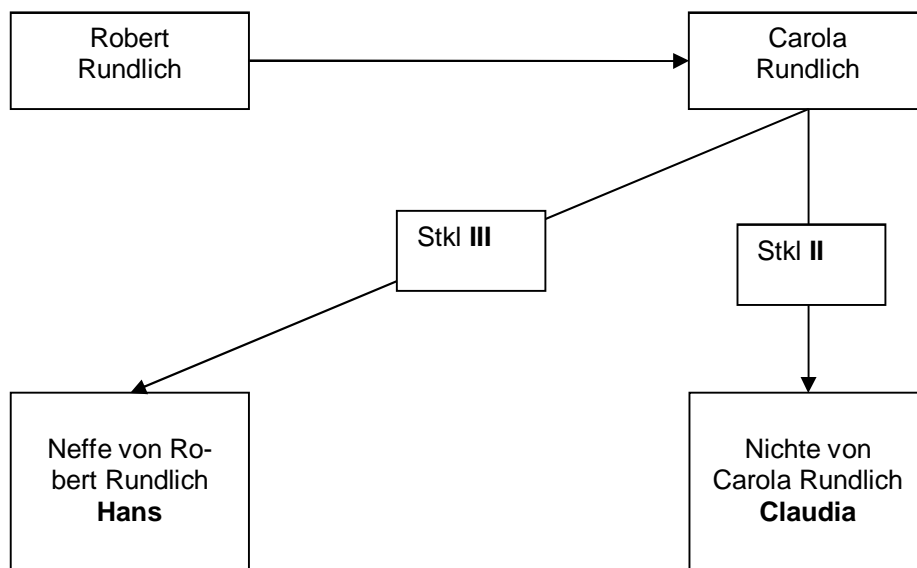 Robert
Rundlich
Carola
Rundlich
Stkl III
Stkl II
Neffe von Ro-
bert Rundlich
Hans
Nichte von
Carola Rundlich
Claudia